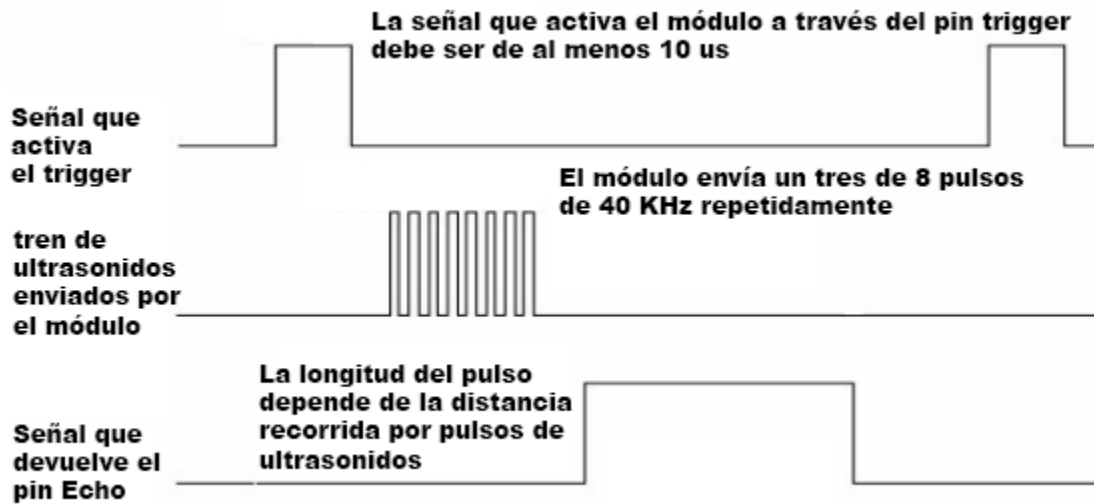 La señal que activa el módulo a través del pin trigger
debe ser de al menos 10 us
Señal que
activa
el trigger
El módulo envía un tres de 8 pulsos
de 40 KHz repetidamente
tren de
ultrasonidos
enviados por
el módulo
La longitud del pulso
depende de la distancia
recorrida por pulsos de
ultrasonidos
Señal que
devuelve el
pin Echo